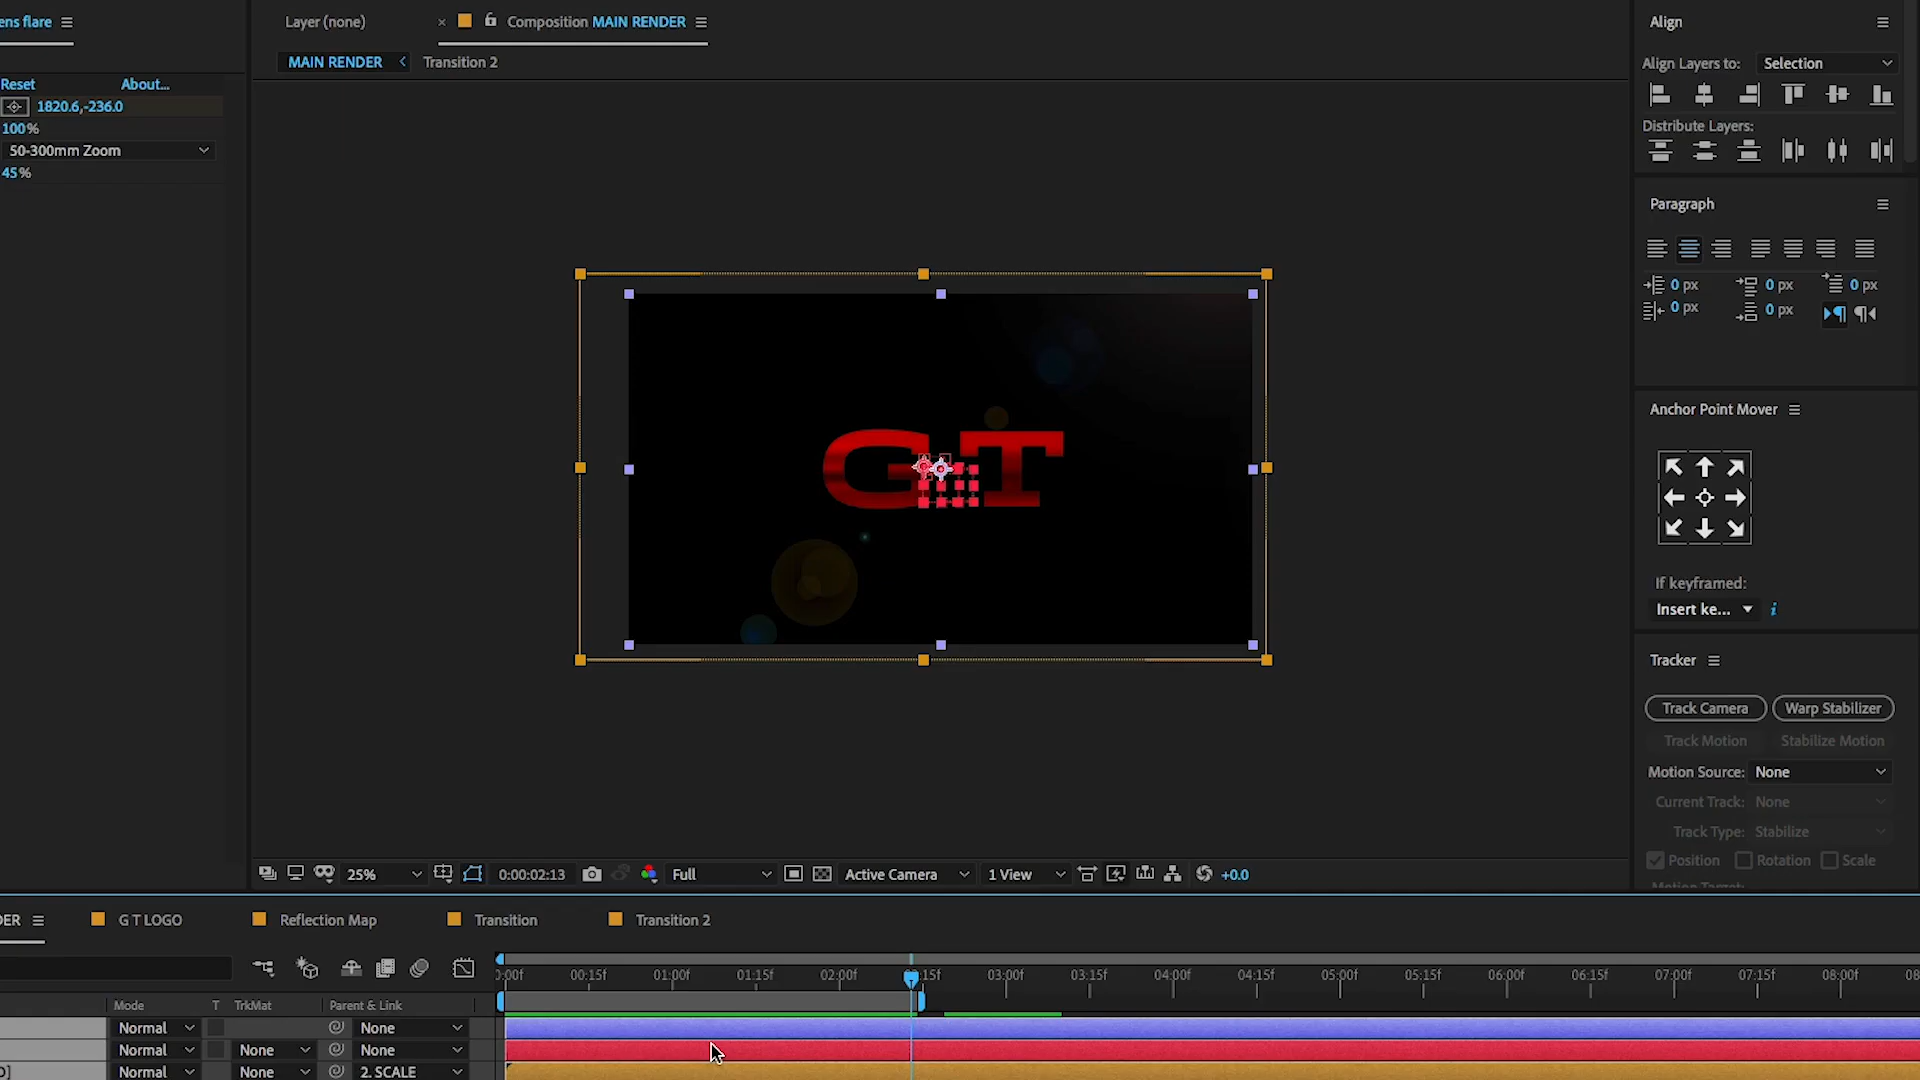 ens flare
Layer (none)
Composition MAIN RENDER
Align
MAIN RENDER
Transition 2
Align Layers to:
Selection
Reset
About...
1820.6,-236.0
100%
50-300mm Zoom
45%
Distribute Layers:
Paragraph
0 px
0 px
0 px
0 px
0 px
Anchor Point Mover
GT
If keyframed:
Insert ke...
Tracker
Track Camera
Warp Stabilizer
Track Motion
Stabilize Motion
Motion Source:
None
Current Track:
None
Track Type:
Stabilize
Position
Rotation
Scale
Motion Target:
25%
0:00:02:13
Full
Active Camera
1 View
+0.0
DER
G T LOGO
Reflection Map
Transition
Transition 2
:00f
00:15f
01:00f
01:15f
02:00f
:15f
03:00f
03:15f
04:00f
04:15f
05:00f
05:15f
06:00f
06:15f
07:00f
07:15f
08:00f
08
Mode
T
TrkMat
Parent & Link
Normal
None
Normal
None
None
Normal
None
2. SCALE